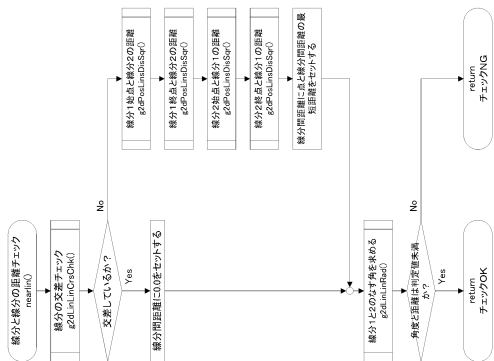 線分と線分の距離チェック
nearlin()
線分の交差チェック
g2dLinCrsChk()
交差しているか？
Yes
No
線分間距離に0.0をセットする
線分1始点と線分2の距離
g2dPosLinsDisSqr()
線分1終点と線分2の距離
g2dPosLinsDisSqr()
線分2始点と線分1の距離
g2dPosLinsDisSqr()
線分2終点と線分1の距離
g2dPosLinsDisSqr()
線分間距離に点と線分間距離の最
短距離をセットする
線分1と2のなす角を求める
g2dLinLinRad()
角度と距離は判定値未満
か？
Yes
No
return
チェックOK
return
チェックNG